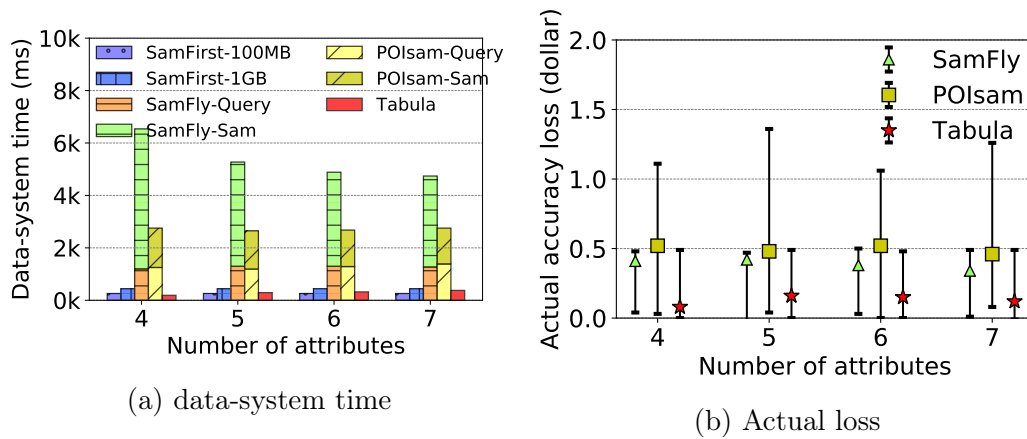 10k
8k
6k
4k
2k
0k
Data-system time (ms)
SamFirst-100MB
SamFirst-1GB
SamFly-Query
SamFly-Sam
POIsam-Query
POIsam-Sam
Tabula
4 5 6 7
Number of attributes
(a) data-system time
2.0
1.5
1.0
0.5
0.0
Actual accuracy loss (dollar)
SamFly
POIsam
Tabula
4 5 6 7
Number of attributes
(b) Actual loss